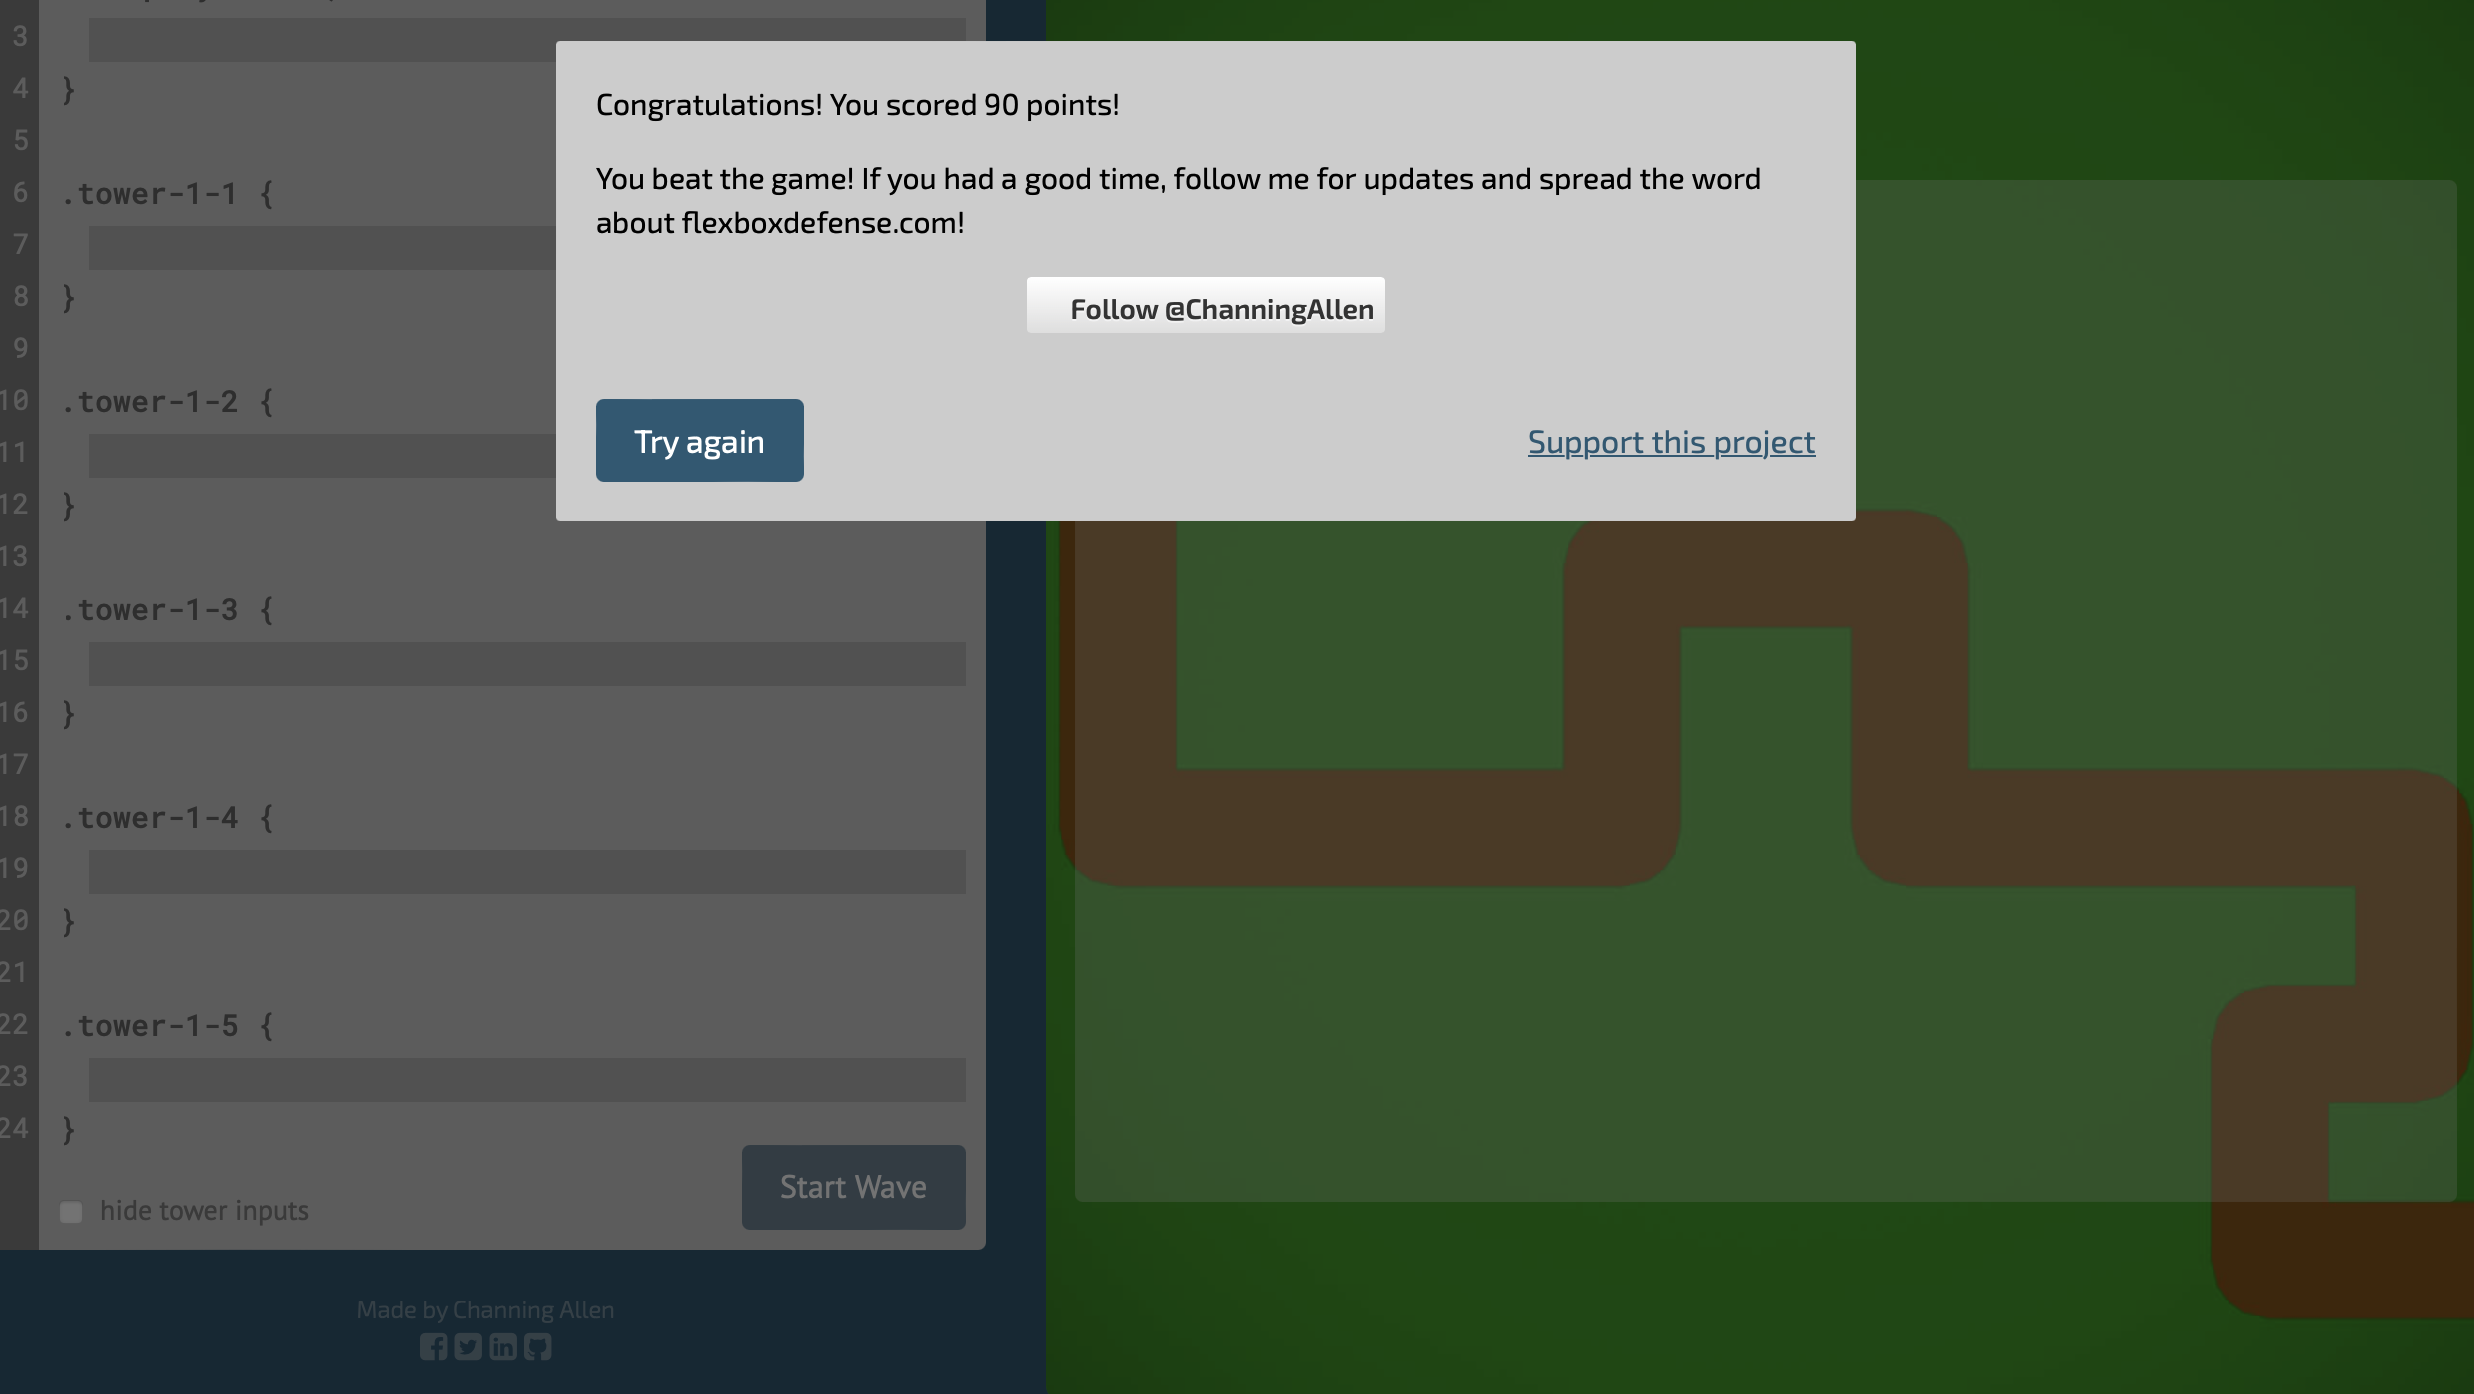 3
4 }
5
6 .tower-1-1 {
7
8 }
9
10 .tower-1-2 {
11
12 }
13
14 .tower-1-3 {
15
16 }
17
18 .tower-1-4 {
19
20 }
21
22 .tower-1-5 {
23
24 }
hide tower inputs
Start Wave
Made by Channing Allen
Congratulations! You scored 90 points!
You beat the game! If you had a good time, follow me for updates and spread the word
about flexboxdefense.com!
Follow @ChanningAllen
Try again
Support this project